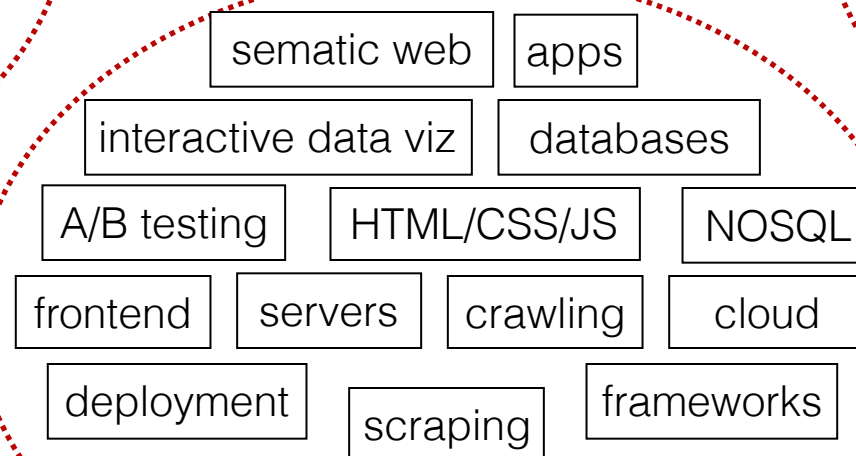 sematic web apps
interactive data viz databases
A/B testing HTML/CSS/JS NOSQL
frontend servers crawling cloud
deployment scraping frameworks